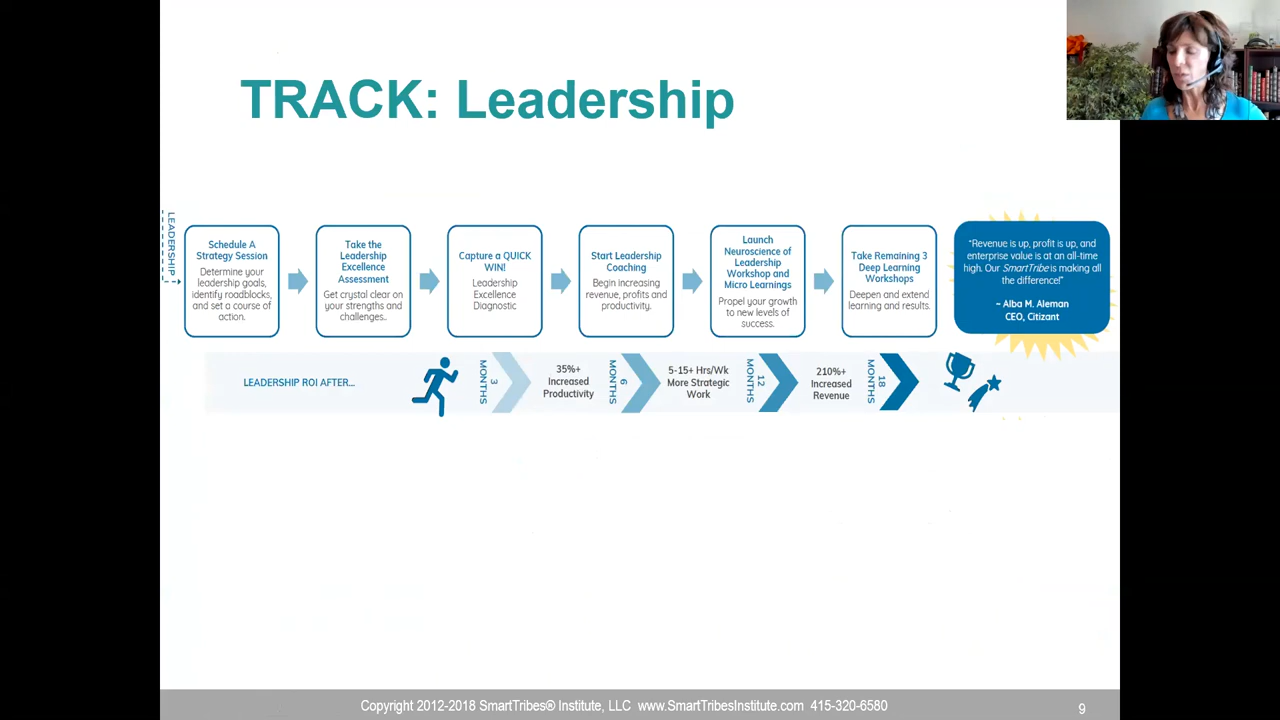 TRACK: Leadership
LEADERSHIP
Schedule A
Strategy Session
Determine your
leadership goals,
identify roadblocks,
and set a course of
action.
Take the
Leadership
Excellence
Assessment
Get crystal clear on
your strengths and
challenges..
Capture a QUICK
WIN!
Leadership
Excellence
Diagnostic
Start Leadership
Coaching
Begin increasing
revenue, profits and
productivity.
Launch
Neuroscience of
Leadership
Workshop and
Micro Learnings
Propel your growth
to new levels of
success.
Take Remaining 3
Deep Learning
Workshops
Deepen and extend
learning and results.
"Revenue is up, profit is up, and
enterprise value is at an all-time
high. Our SmartTribe is making all
the difference!"
~ Alba M. Aleman
CEO, Citizant
LEADERSHIP ROI AFTER...
3
MONTHS
35%+
Increased
Productivity
6
MONTHS
5-15+ Hrs/Wk
More Strategic
Work
12
MONTHS
210%+
Increased
Revenue
18
MONTHS
Copyright 2012-2018 SmartTribes® Institute, LLC www.SmartTribesInstitute.com 415-320-6580
9